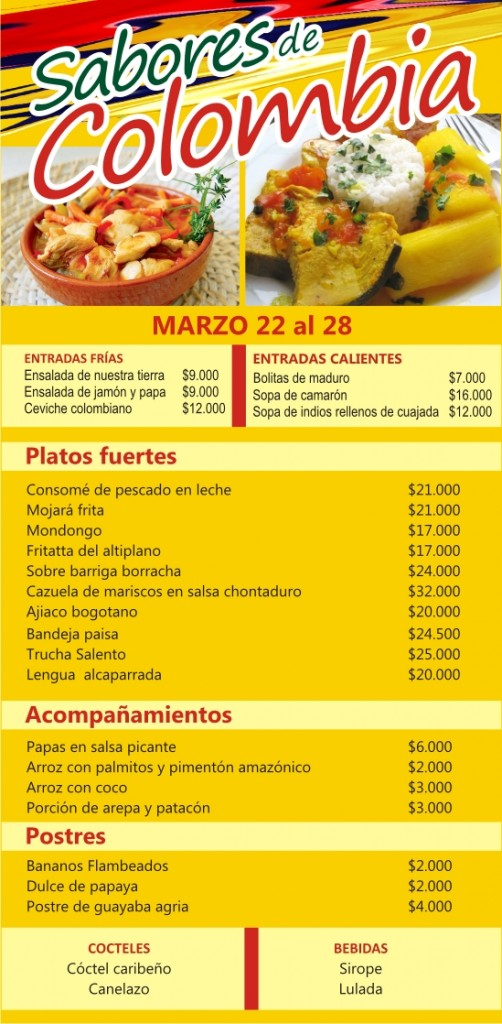 Sabores de
Colombia
MARZO 22 al 28
ENTRADAS FRÍAS
Ensalada de nuestra tierra $9.000
Ensalada de jamón y papa $9.000
Ceviche colombiano $12.000
ENTRADAS CALIENTES
Bolitas de maduro $7.000
Sopa de camarón $16.000
Sopa de indios rellenos de cuajada $12.000
Platos fuertes
Consomé de pescado en leche $21.000
Mojará frita $21.000
Mondongo $17.000
Fritatta del altiplano $17.000
Sobre barriga borracha $24.000
Cazuela de mariscos en salsa chontaduro $32.000
Ajiaco bogotano $20.000
Bandeja paisa $24.500
Trucha Salento $25.000
Lengua alcaparrada $20.000
Acompañamientos
Papas en salsa picante $6.000
Arroz con palmitos y pimentón amazónico $2.000
Arroz con coco $3.000
Porción de arepa y patacón $3.000
Postres
Bananos Flambeados $2.000
Dulce de papaya $2.000
Postre de guayaba agria $4.000
COCTELES
Cóctel caribeño
Canelazo
BEBIDAS
Sirope
Lulada